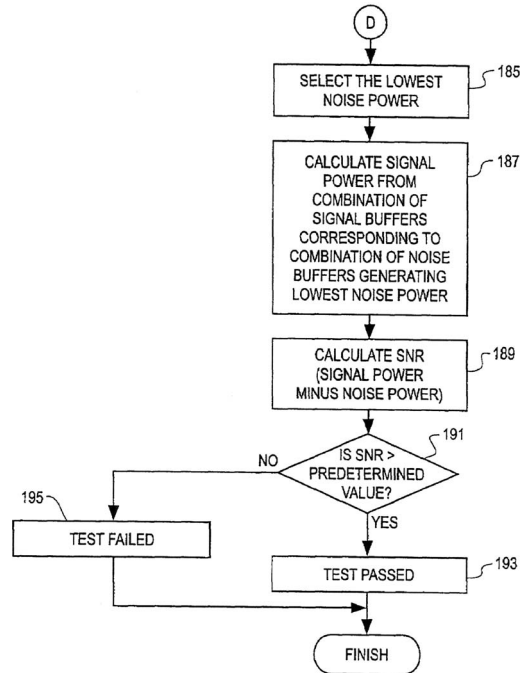 D
SELECT THE LOWEST
NOISE POWER
185
CALCULATE SIGNAL
POWER FROM
COMBINATION OF
SIGNAL BUFFERS
CORRESPONDING TO
COMBINATION OF NOISE
BUFFERS GENERATING
LOWEST NOISE POWER
187
CALCULATE SNR
(SIGNAL POWER
MINUS NOISE POWER)
189
IS SNR >
PREDETERMINED
VALUE?
191
NO
YES
195
TEST FAILED
TEST PASSED
193
FINISH